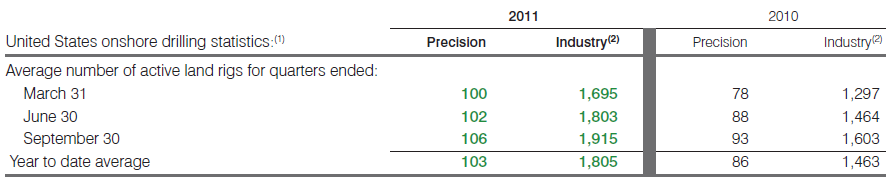 2011 2010
United States onshore drilling statistics:(1) Precision Industry(2) Precision Industry(2)
Average number of active land rigs for quarters ended:
March 31 100 1,695 78 1,297
June 30 102 1,803 88 1,464
September 30 106 1,915 93 1,603
Year to date average 103 1,805 86 1,463